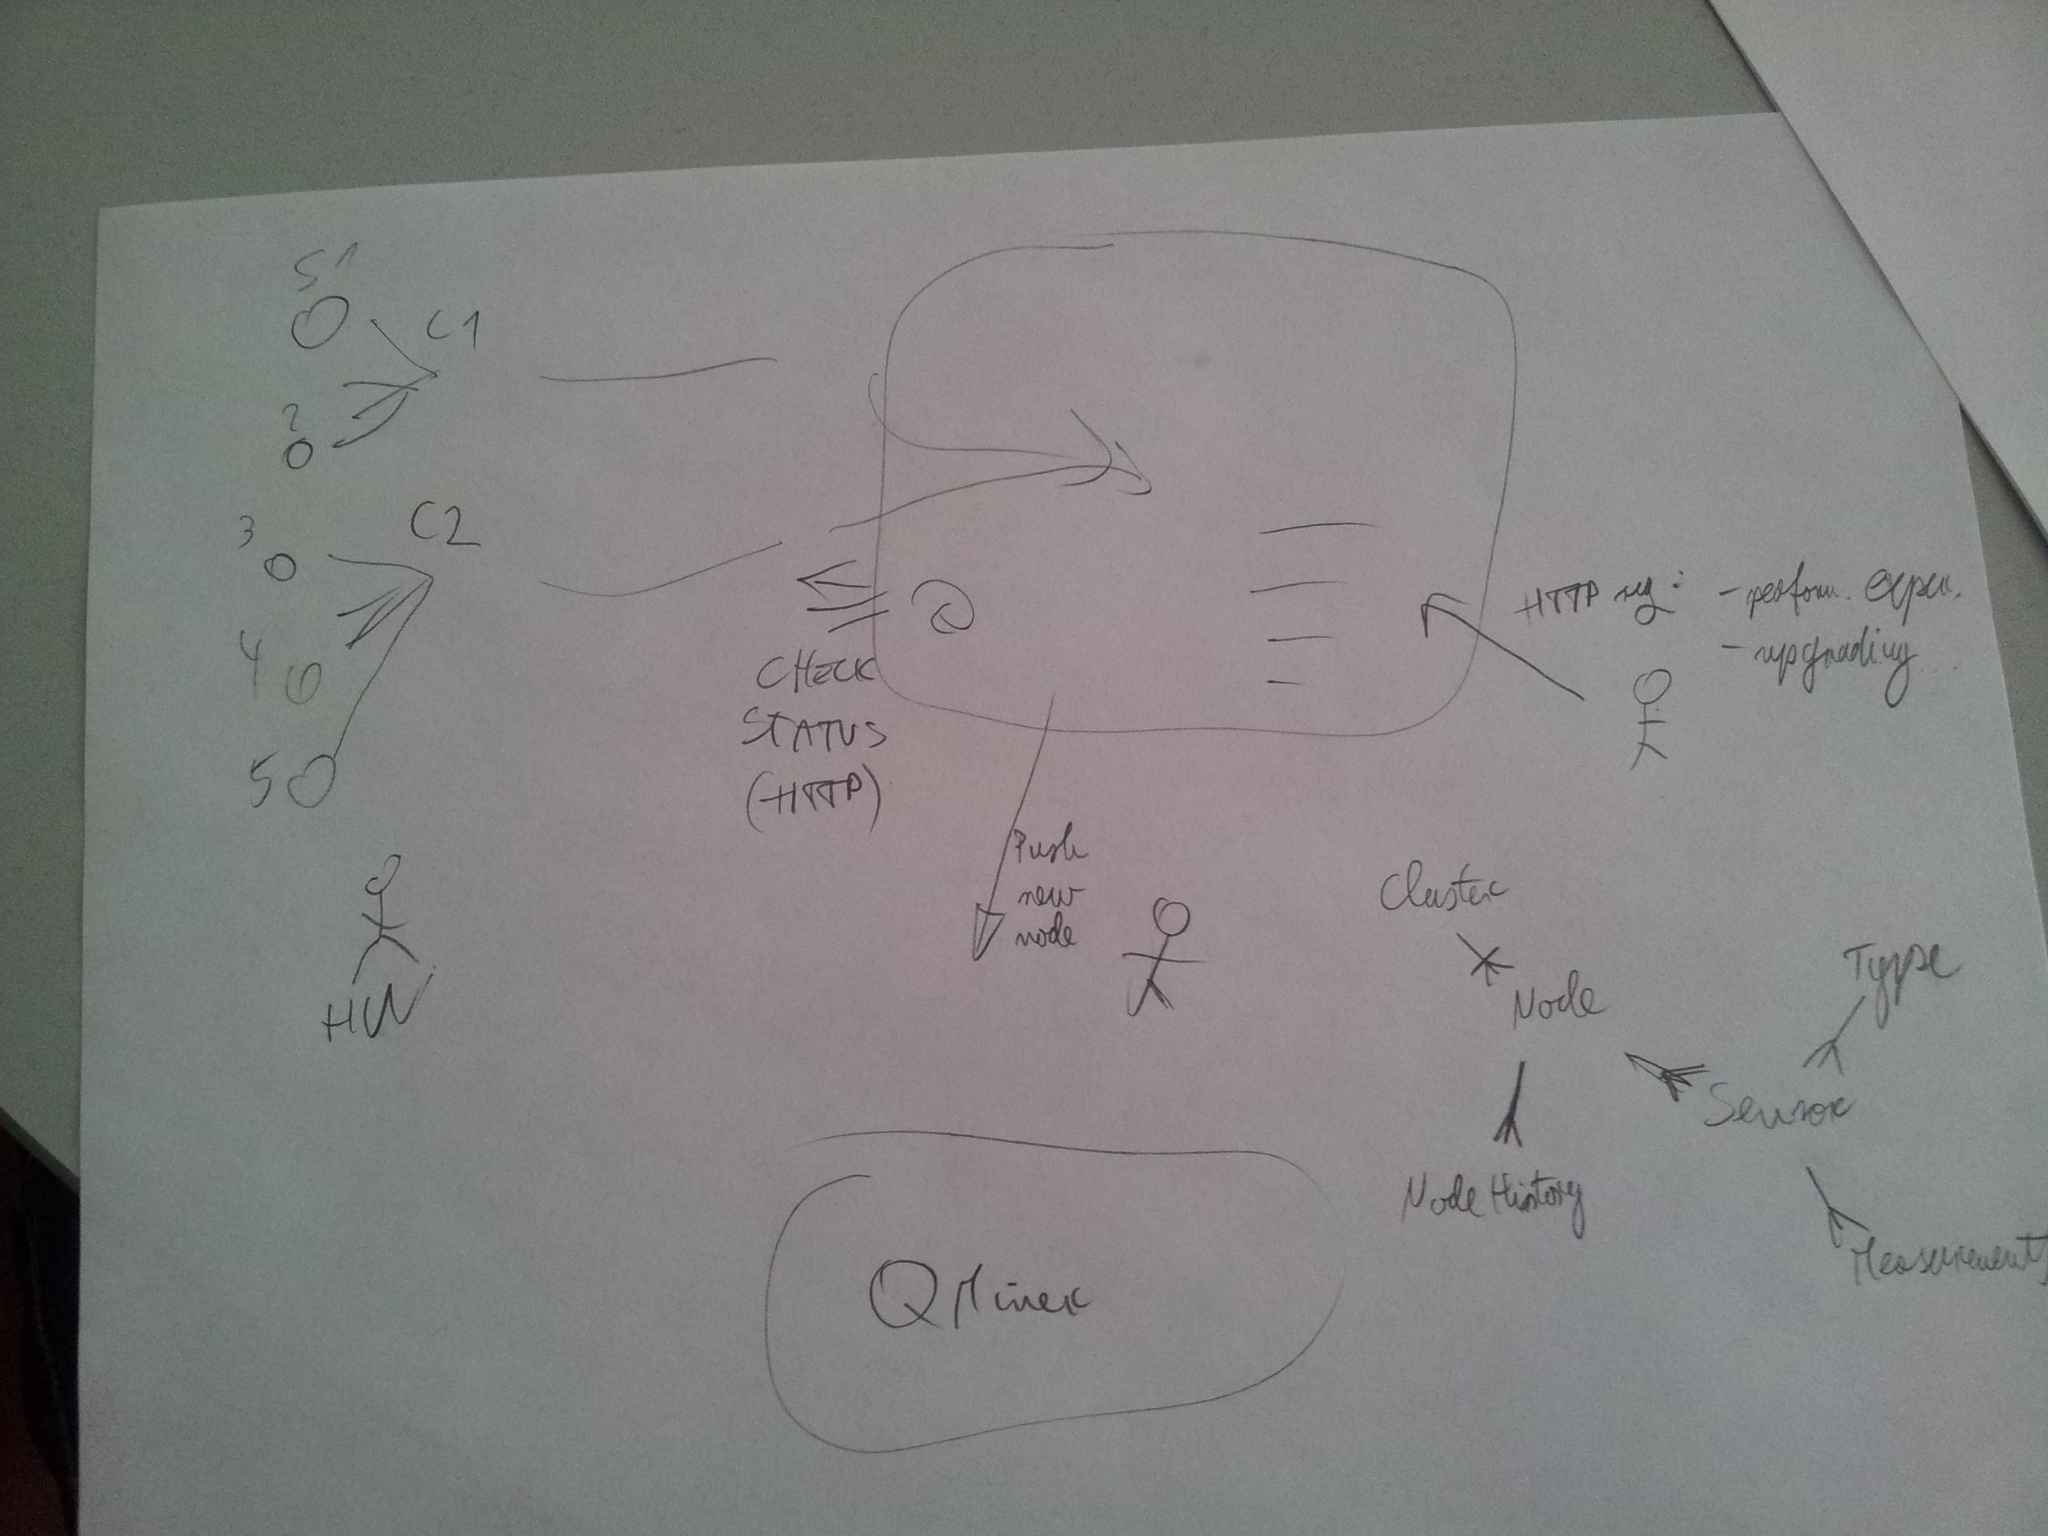 S1
C1
2
3
C2
4
5
HW
CHECK
STATUS
(HTTP)
Push
new
node
HTTP req: - perform. exper.
- upgrading
Cluster
Node
Type
Sensor
Node History
Measurements
QMiner